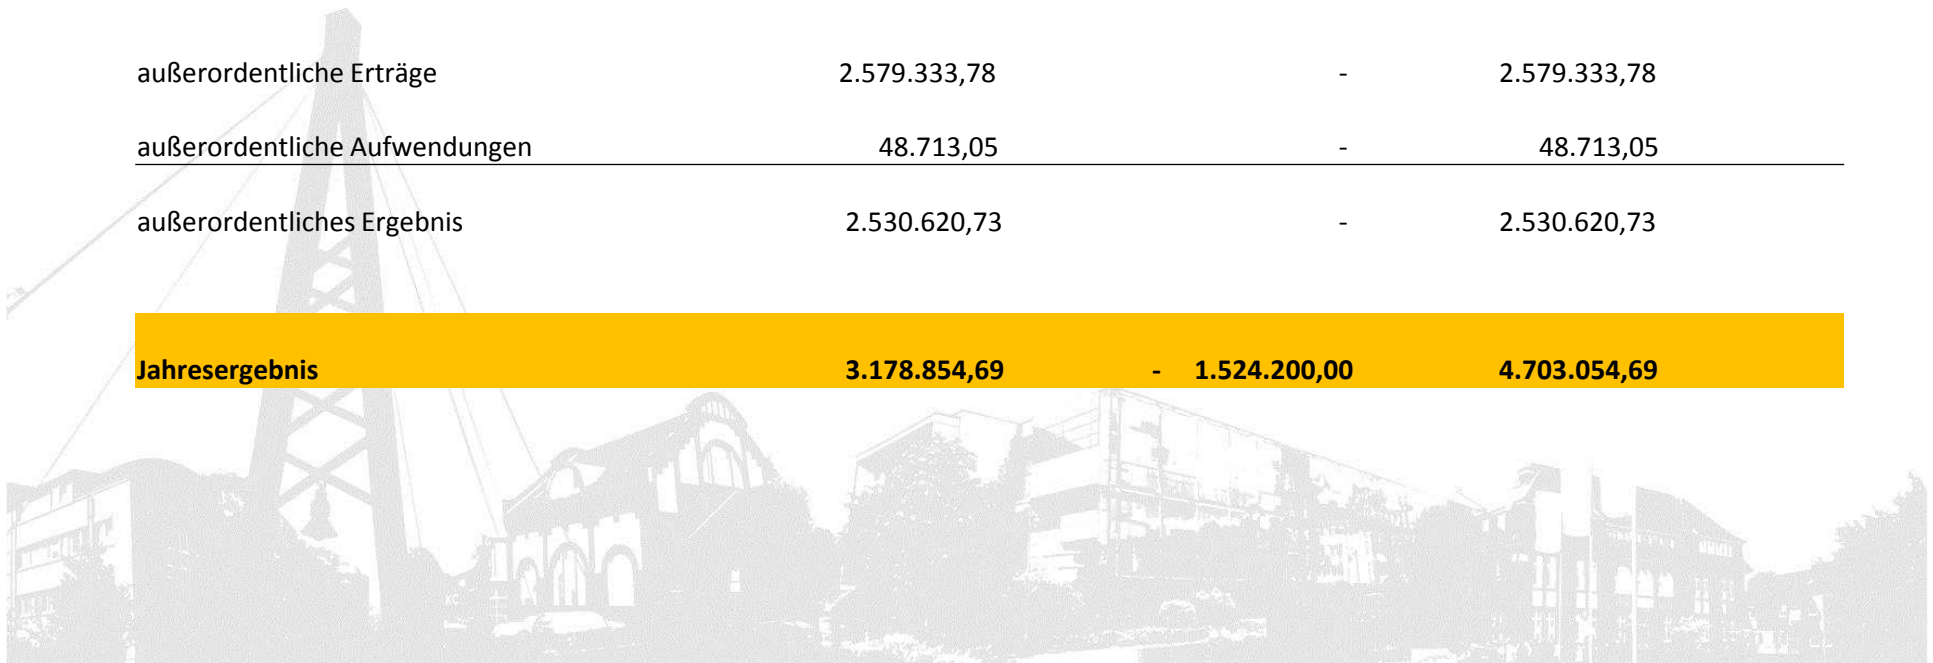 außerordentliche Erträge 2.579.333,78 - 2.579.333,78
außerordentliche Aufwendungen 48.713,05 - 48.713,05
außerordentliches Ergebnis 2.530.620,73 - 2.530.620,73
Jahresergebnis 3.178.854,69 - 1.524.200,00 4.703.054,69